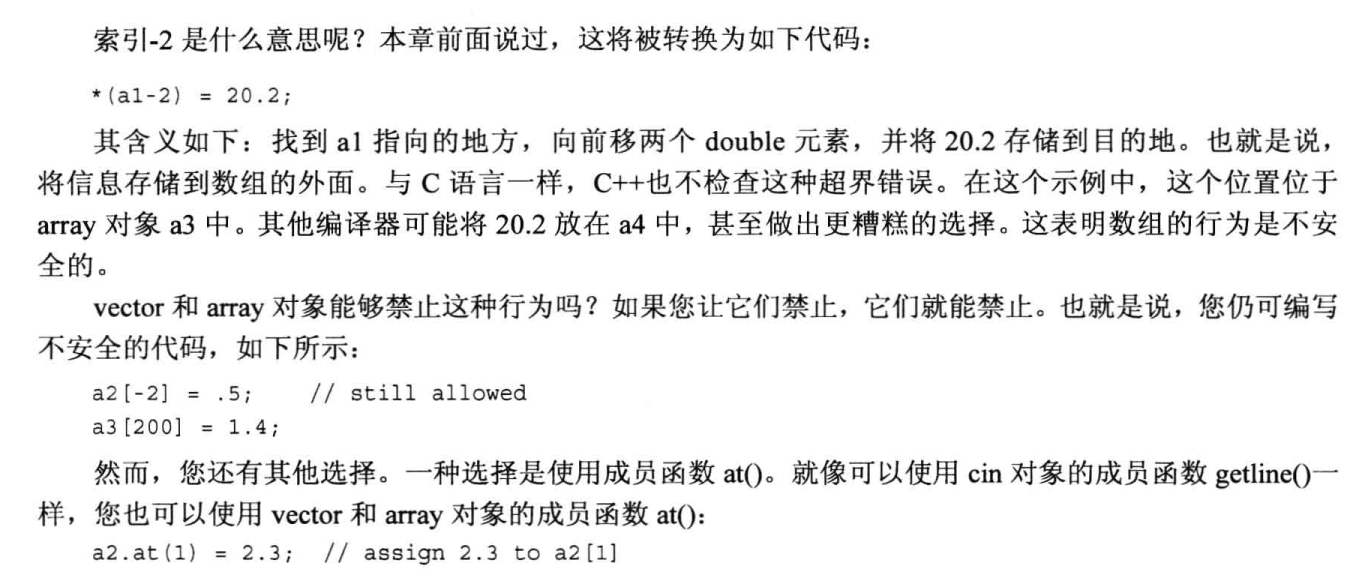 索引-2 是什么意思呢？本章前面说过，这将被转换为如下代码：
*(a1-2) = 20.2;
其含义如下：找到 a1 指向的地方，向前移两个 double 元素，并将 20.2 存储到目的地。也就是说，
将信息存储到数组的外面。与 C 语言一样，C++也不检查这种超界错误。在这个示例中，这个位置位于
array 对象 a3 中。其他编译器可能将 20.2 放在 a4 中，甚至做出更糟糕的选择。这表明数组的行为是不安
全的。
vector 和 array 对象能够禁止这种行为吗？如果您让它们禁止，它们就能禁止。也就是说，您仍可编写
不安全的代码，如下所示：
a2[-2] = .5;    // still allowed
a3[200] = 1.4;
然而，您还有其他选择。一种选择是使用成员函数 at()。就像可以使用 cin 对象的成员函数 getline()一
样，您也可以使用 vector 和 array 对象的成员函数 at()：
a2.at(1) = 2.3;  // assign 2.3 to a2[1]